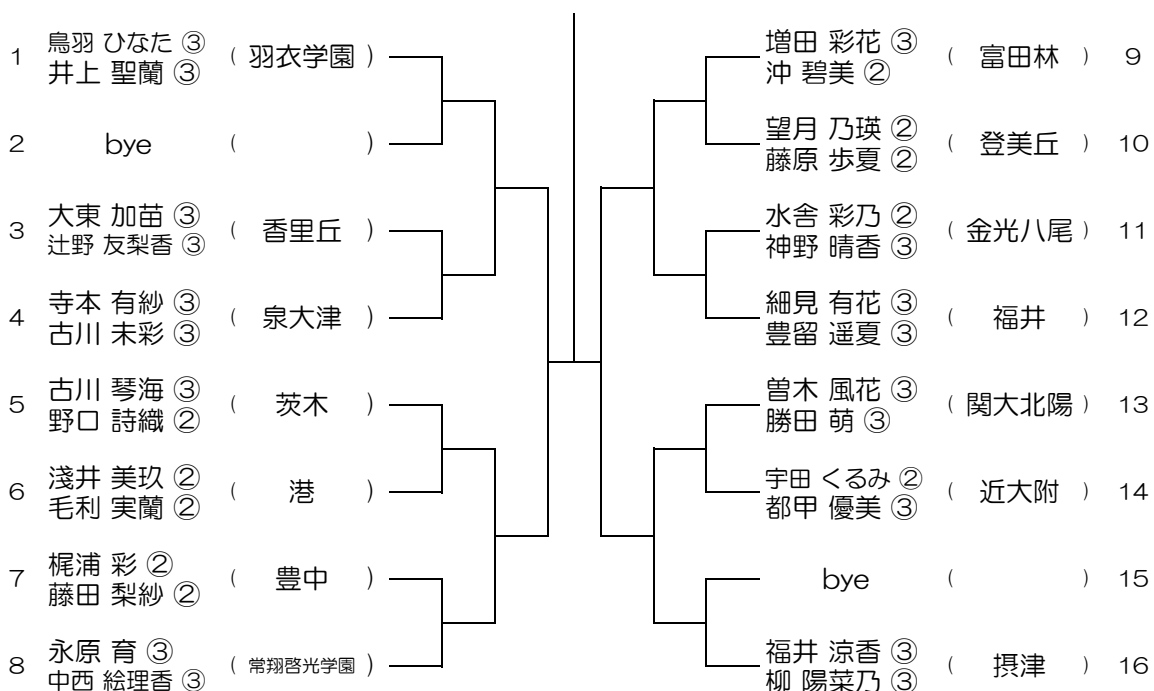 1 鳥羽 ひなた ③ ( 羽衣学園 )
井上 聖蘭 ③
2 bye ( )
3 大東 加苗 ③ ( 香里丘 )
辻野 友梨香 ③
4 寺本 有紗 ③ ( 泉大津 )
古川 未彩 ③
5 古川 琴海 ③ ( 茨木 )
野口 詩織 ②
6 淺井 美玖 ② ( 港 )
毛利 実蘭 ②
7 梶浦 彩 ② ( 豊中 )
藤田 梨紗 ②
8 永原 育 ③ ( 常翔啓光学園 )
中西 絵理香 ③
増田 彩花 ③ ( 富田林 ) 9
沖 碧美 ②
望月 乃瑛 ② ( 登美丘 ) 10
藤原 歩夏 ②
水舎 彩乃 ② ( 金光八尾 ) 11
神野 晴香 ③
細見 有花 ③ ( 福井 ) 12
豊留 遥夏 ③
曽木 風花 ③ ( 関大北陽 ) 13
勝田 萌 ③
宇田 くるみ ② ( 近大附 ) 14
都甲 優美 ③
bye ( ) 15
福井 涼香 ③ ( 摂津 ) 16
柳 陽菜乃 ③